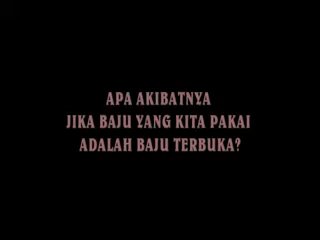 APA AKIBATNYA
JIKA BAJU YANG KITA PAKAI
ADALAH BAJU TERBUKA?